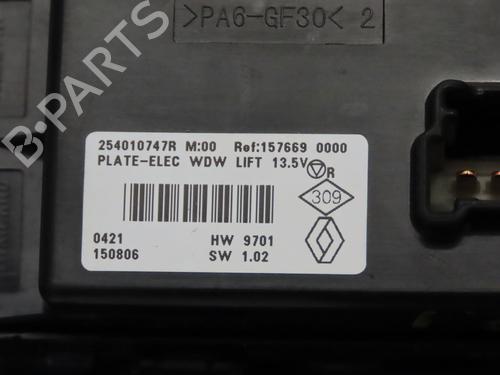 >PA6-GF30< 2
254010747R M:00 Ref:157669 0000
PLATE-ELEC WDW LIFT 13.5V R
309
0421 HW 9701
150806 SW 1.02
B-PARTS